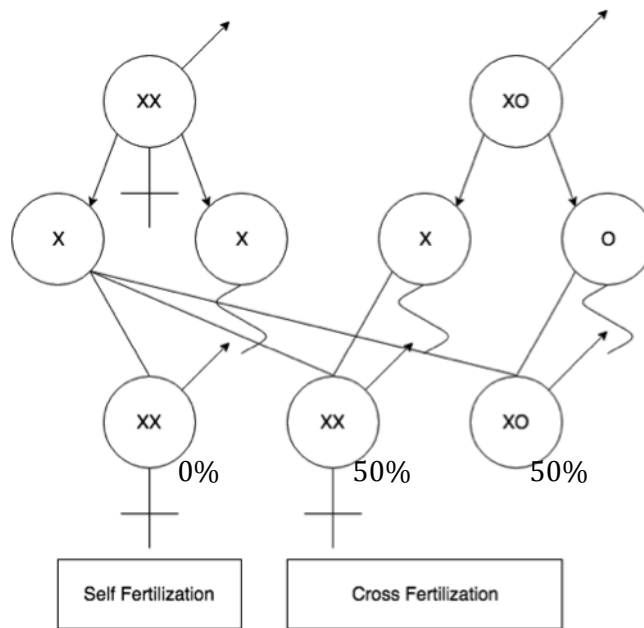 XX
XO
X
X
X
O
XX
XX
XO
0%
50%
50%
Self Fertilization
Cross Fertilization